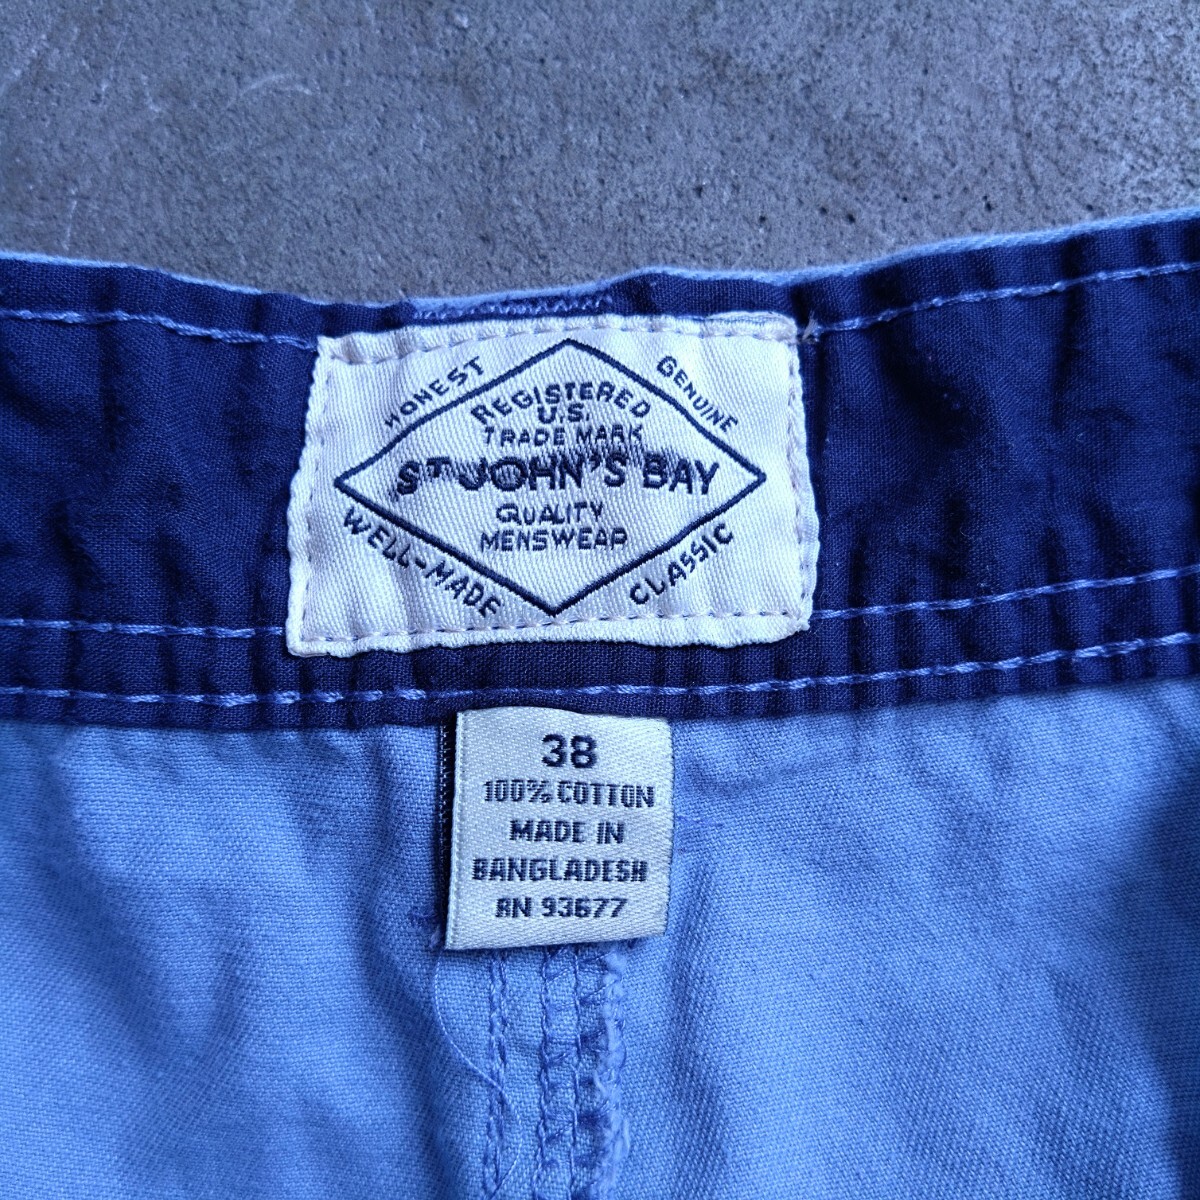 HONEST
GENUINE
REGISTERED
U.S.
TRADE MARK
ST JOHN'S BAY
QUALITY
MENSWEAR
WELL-MADE
CLASSIC
38
100% COTTON
MADE IN
BANGLADESH
RN 93677